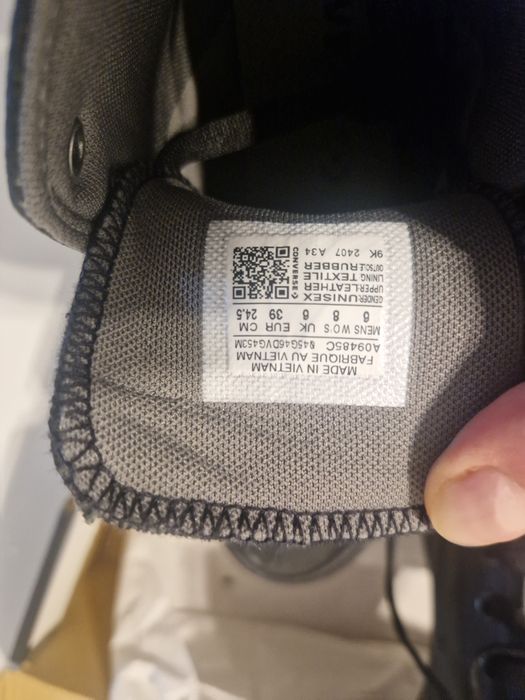 MADE IN VIETNAM
FABRIQUE AU VIETNAM
A09485C
MENS WO'S UK EUR CM
6 8 6 39 24.5
GENDER:UNISEX
UPPER:LEATHER
LINING:TEXTILE
OUTSOLE:RUBBER
CONVERSE
9K 2407 A34